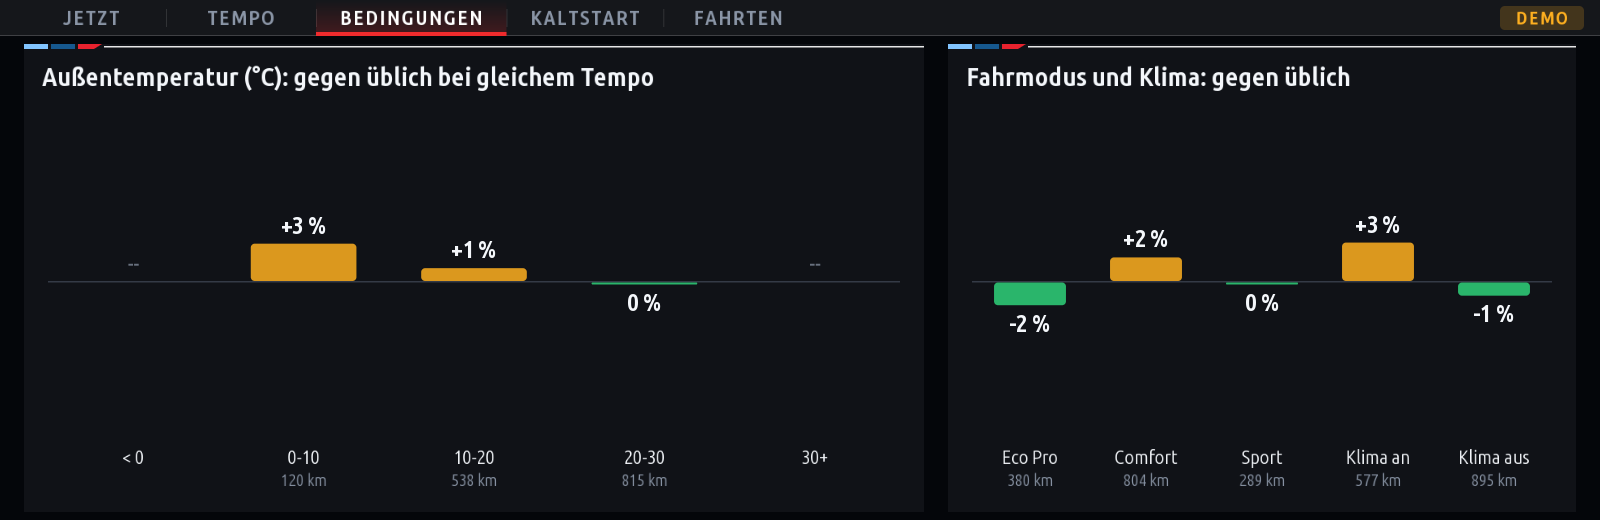 JETZT TEMPO BEDINGUNGEN KALTSTART FAHRTEN DEMO
Außentemperatur (°C): gegen üblich bei gleichem Tempo
-- +3 % +1 % 0 % --
< 0 0-10 10-20 20-30 30+
120 km 538 km 815 km
Fahrmodus und Klima: gegen üblich
-2 % +2 % 0 % +3 % -1 %
Eco Pro Comfort Sport Klima an Klima aus
380 km 804 km 289 km 577 km 895 km